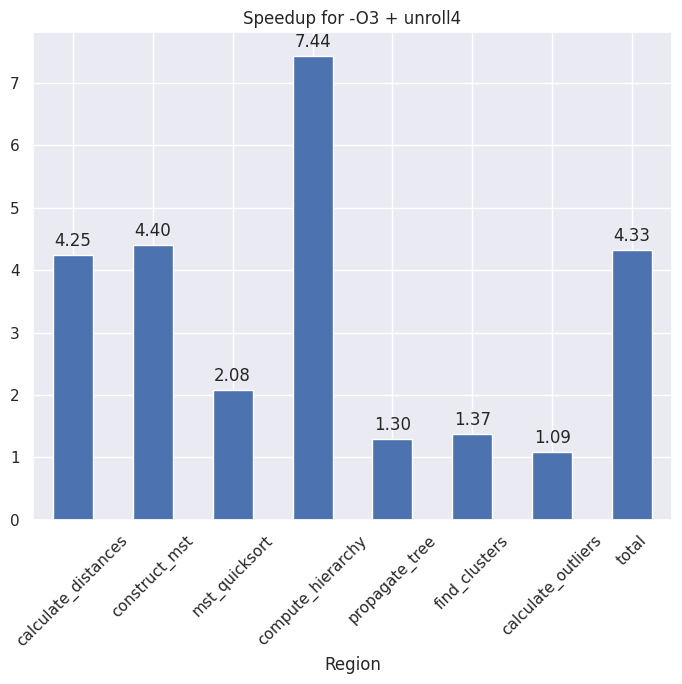 Speedup for -O3 + unroll4
7.44
4.25
4.40
2.08
1.30
1.37
1.09
4.33
7
6
5
4
3
2
1
0
calculate_distances
construct_mst
mst_quicksort
compute_hierarchy
propagate_tree
find_clusters
calculate_outliers
total
Region